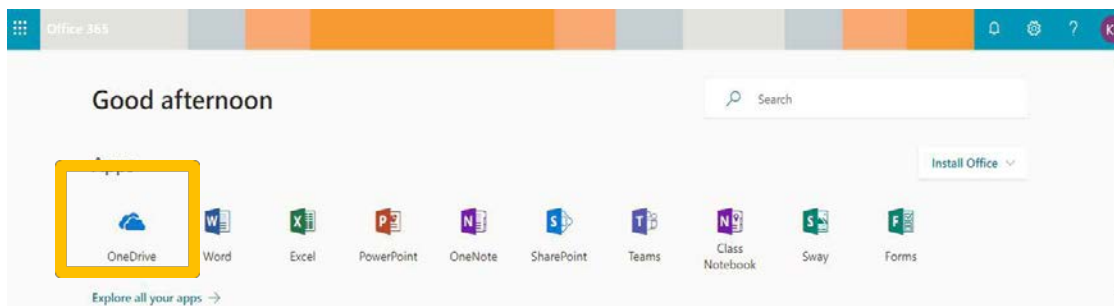 Office 365
?
K
Good afternoon
Search
Install Office
OneDrive
Word
Excel
PowerPoint
OneNote
SharePoint
Teams
Class
Notebook
Sway
Forms
Explore all your apps →